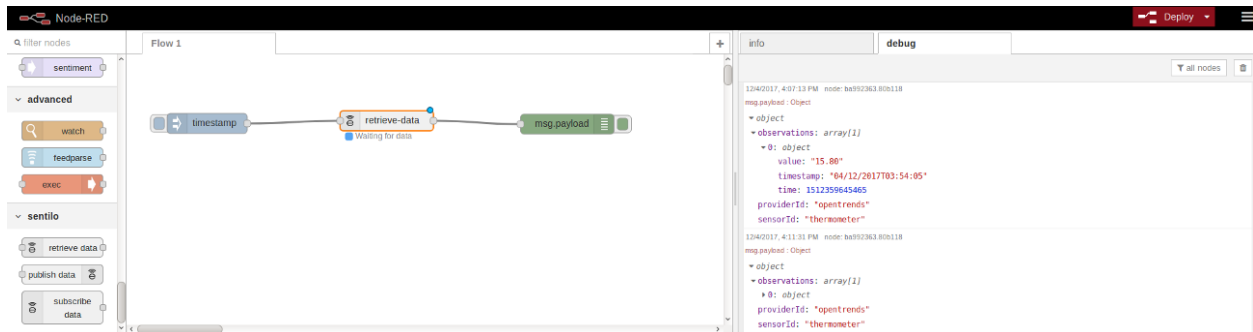 Node-RED
Deploy
filter nodes
sentiment
advanced
watch
feedparse
exec
sentilo
retrieve data
publish data
subscribe
data
Flow 1
timestamp
retrieve-data
Waiting for data
msg.payload
info
debug
all nodes
12/4/2017, 4:07:13 PM node: ba992363.80b118
msg.payload : Object
object
observations: array[1]
0: object
value: "15.80"
timestamp: "04/12/2017T03:54:05"
time: 1512359645465
providerId: "opentrends"
sensorId: "thermometer"
12/4/2017, 4:11:31 PM node: ba992363.80b118
msg.payload : Object
object
observations: array[1]
0: object
providerId: "opentrends"
sensorId: "thermometer"